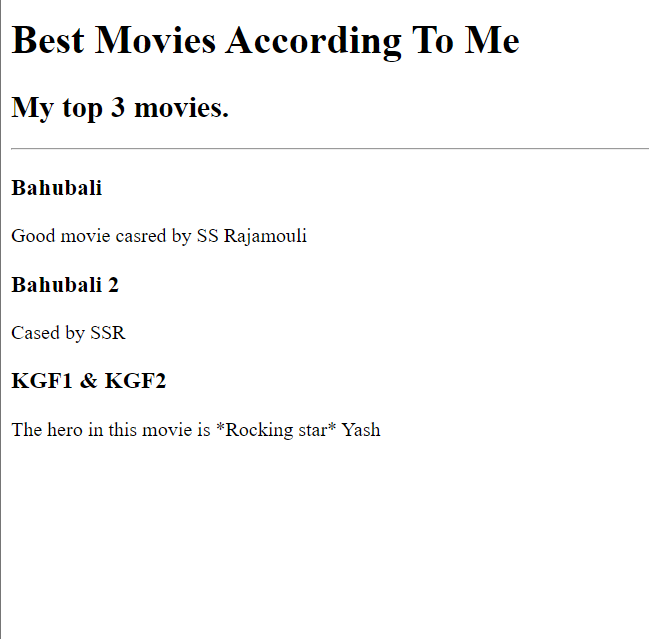 Best Movies According To Me
My top 3 movies.
Bahubali
Good movie casred by SS Rajamouli
Bahubali 2
Cased by SSR
KGF1 & KGF2
The hero in this movie is *Rocking star* Yash